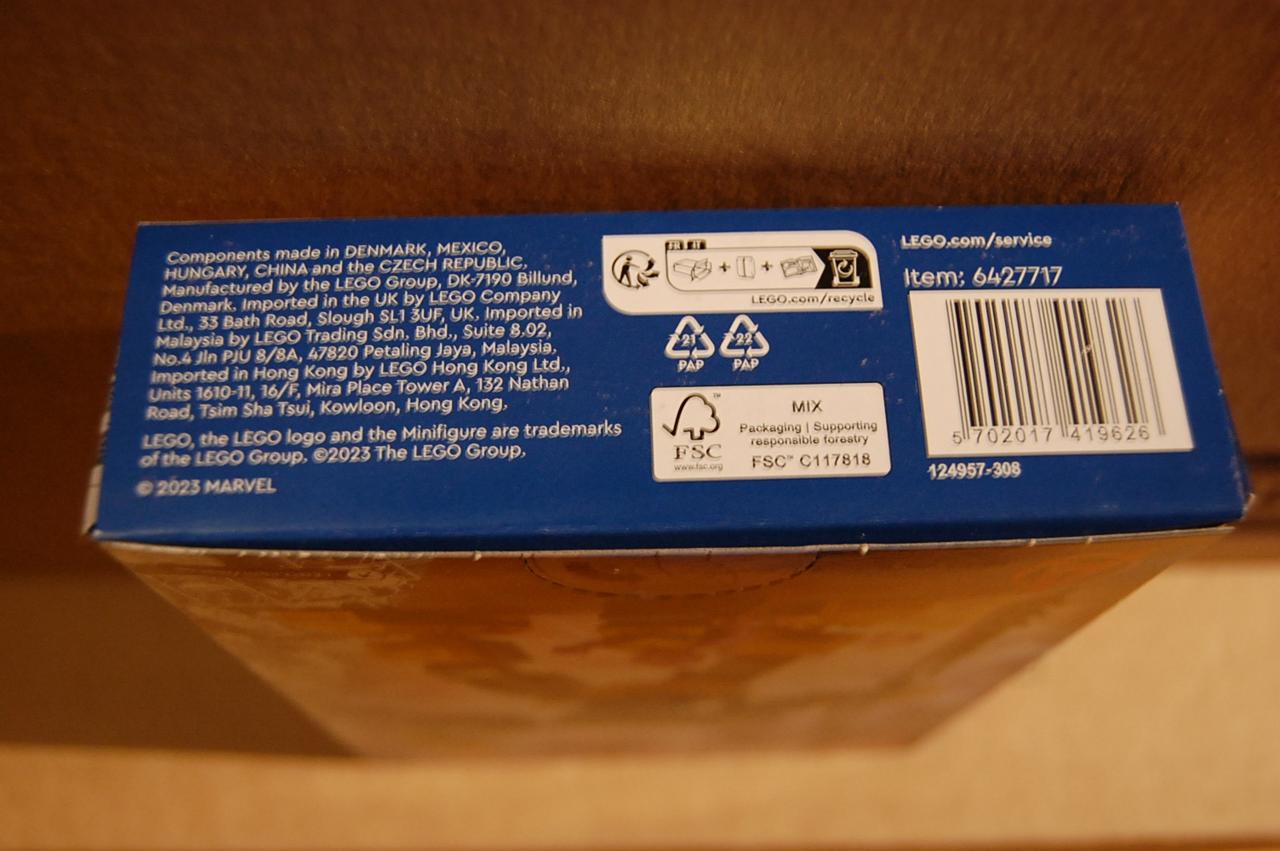 Components made in DENMARK, MEXICO,
HUNGARY, CHINA and the CZECH REPUBLIC.
Manufactured by the LEGO Group, DK-7190 Billund,
Denmark. Imported in the UK by LEGO Company
Ltd., 33 Bath Road, Slough SL1 3UF, UK. Imported in
Malaysia by LEGO Trading Sdn. Bhd., Suite 8.02,
No.4 Jln PJU 8/8A, 47820 Petaling Jaya, Malaysia.
Imported in Hong Kong by LEGO Hong Kong Ltd.,
Units 1610-11, 16/F, Mira Place Tower A, 132 Nathan
Road, Tsim Sha Tsui, Kowloon, Hong Kong.
LEGO, the LEGO logo and the Minifigure are trademarks
of the LEGO Group. ©2023 The LEGO Group.
© 2023 MARVEL
FR IT
+ +
LEGO.com/recycle
21 22
PAP PAP
FSC™
www.fsc.org
MIX
Packaging | Supporting
responsible forestry
FSC™ C117818
LEGO.com/service
Item: 6427717
5 702017 419626
124957-308